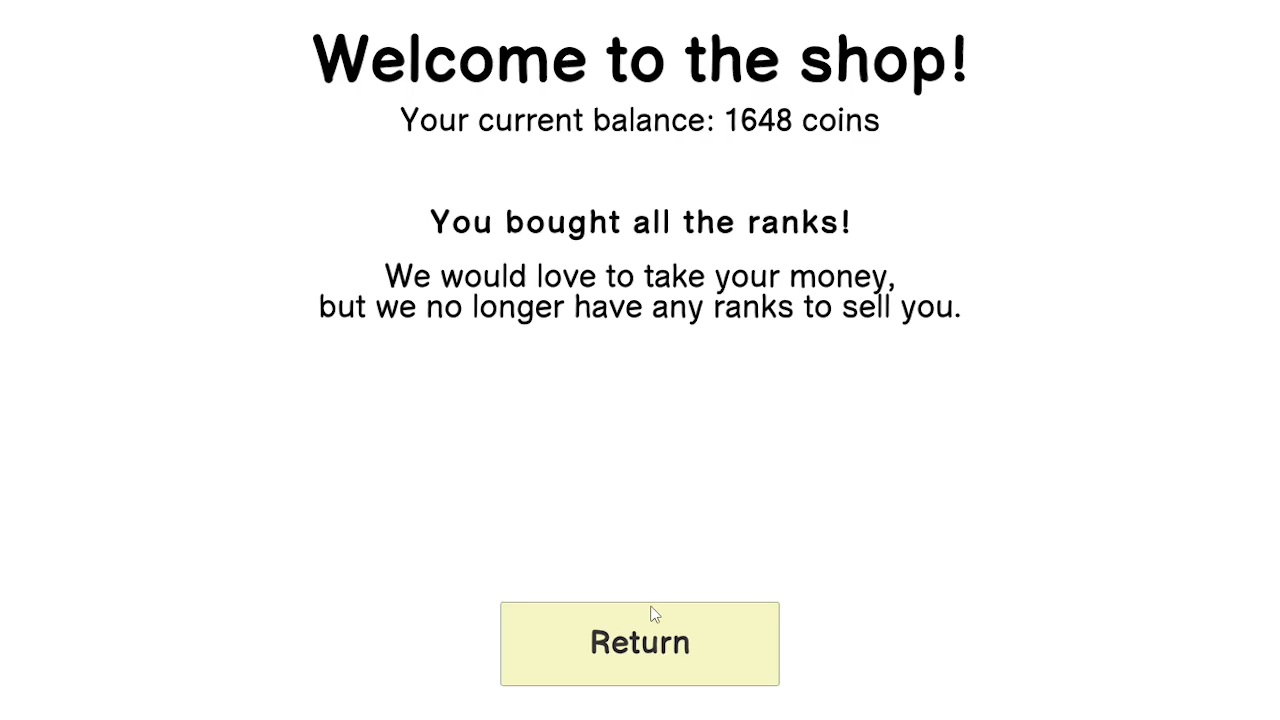 Welcome to the shop!
Your current balance: 1648 coins
You bought all the ranks!
We would love to take your money,
but we no longer have any ranks to sell you.
Return